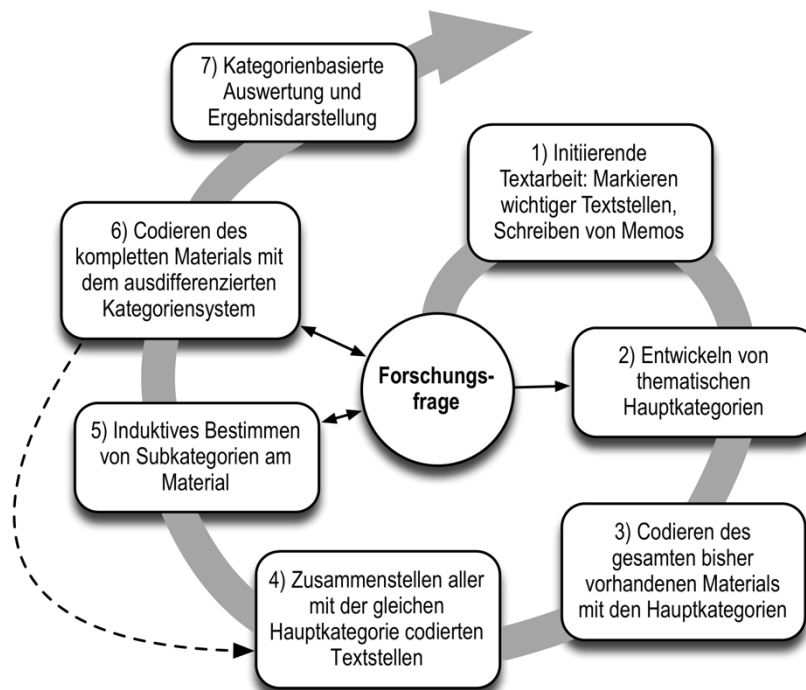 7) Kategorienbasierte
Auswertung und
Ergebnisdarstellung
1) Initiierende
Textarbeit: Markieren
wichtiger Textstellen,
Schreiben von Memos
6) Codieren des
kompletten Materials mit
dem ausdifferenzierten
Kategoriensystem
Forschungs-
frage
2) Entwickeln von
thematischen
Hauptkategorien
5) Induktives Bestimmen
von Subkategorien am
Material
3) Codieren des
gesamten bisher
vorhandenen Materials
mit den Hauptkategorien
4) Zusammenstellen aller
mit der gleichen
Hauptkategorie codierten
Textstellen